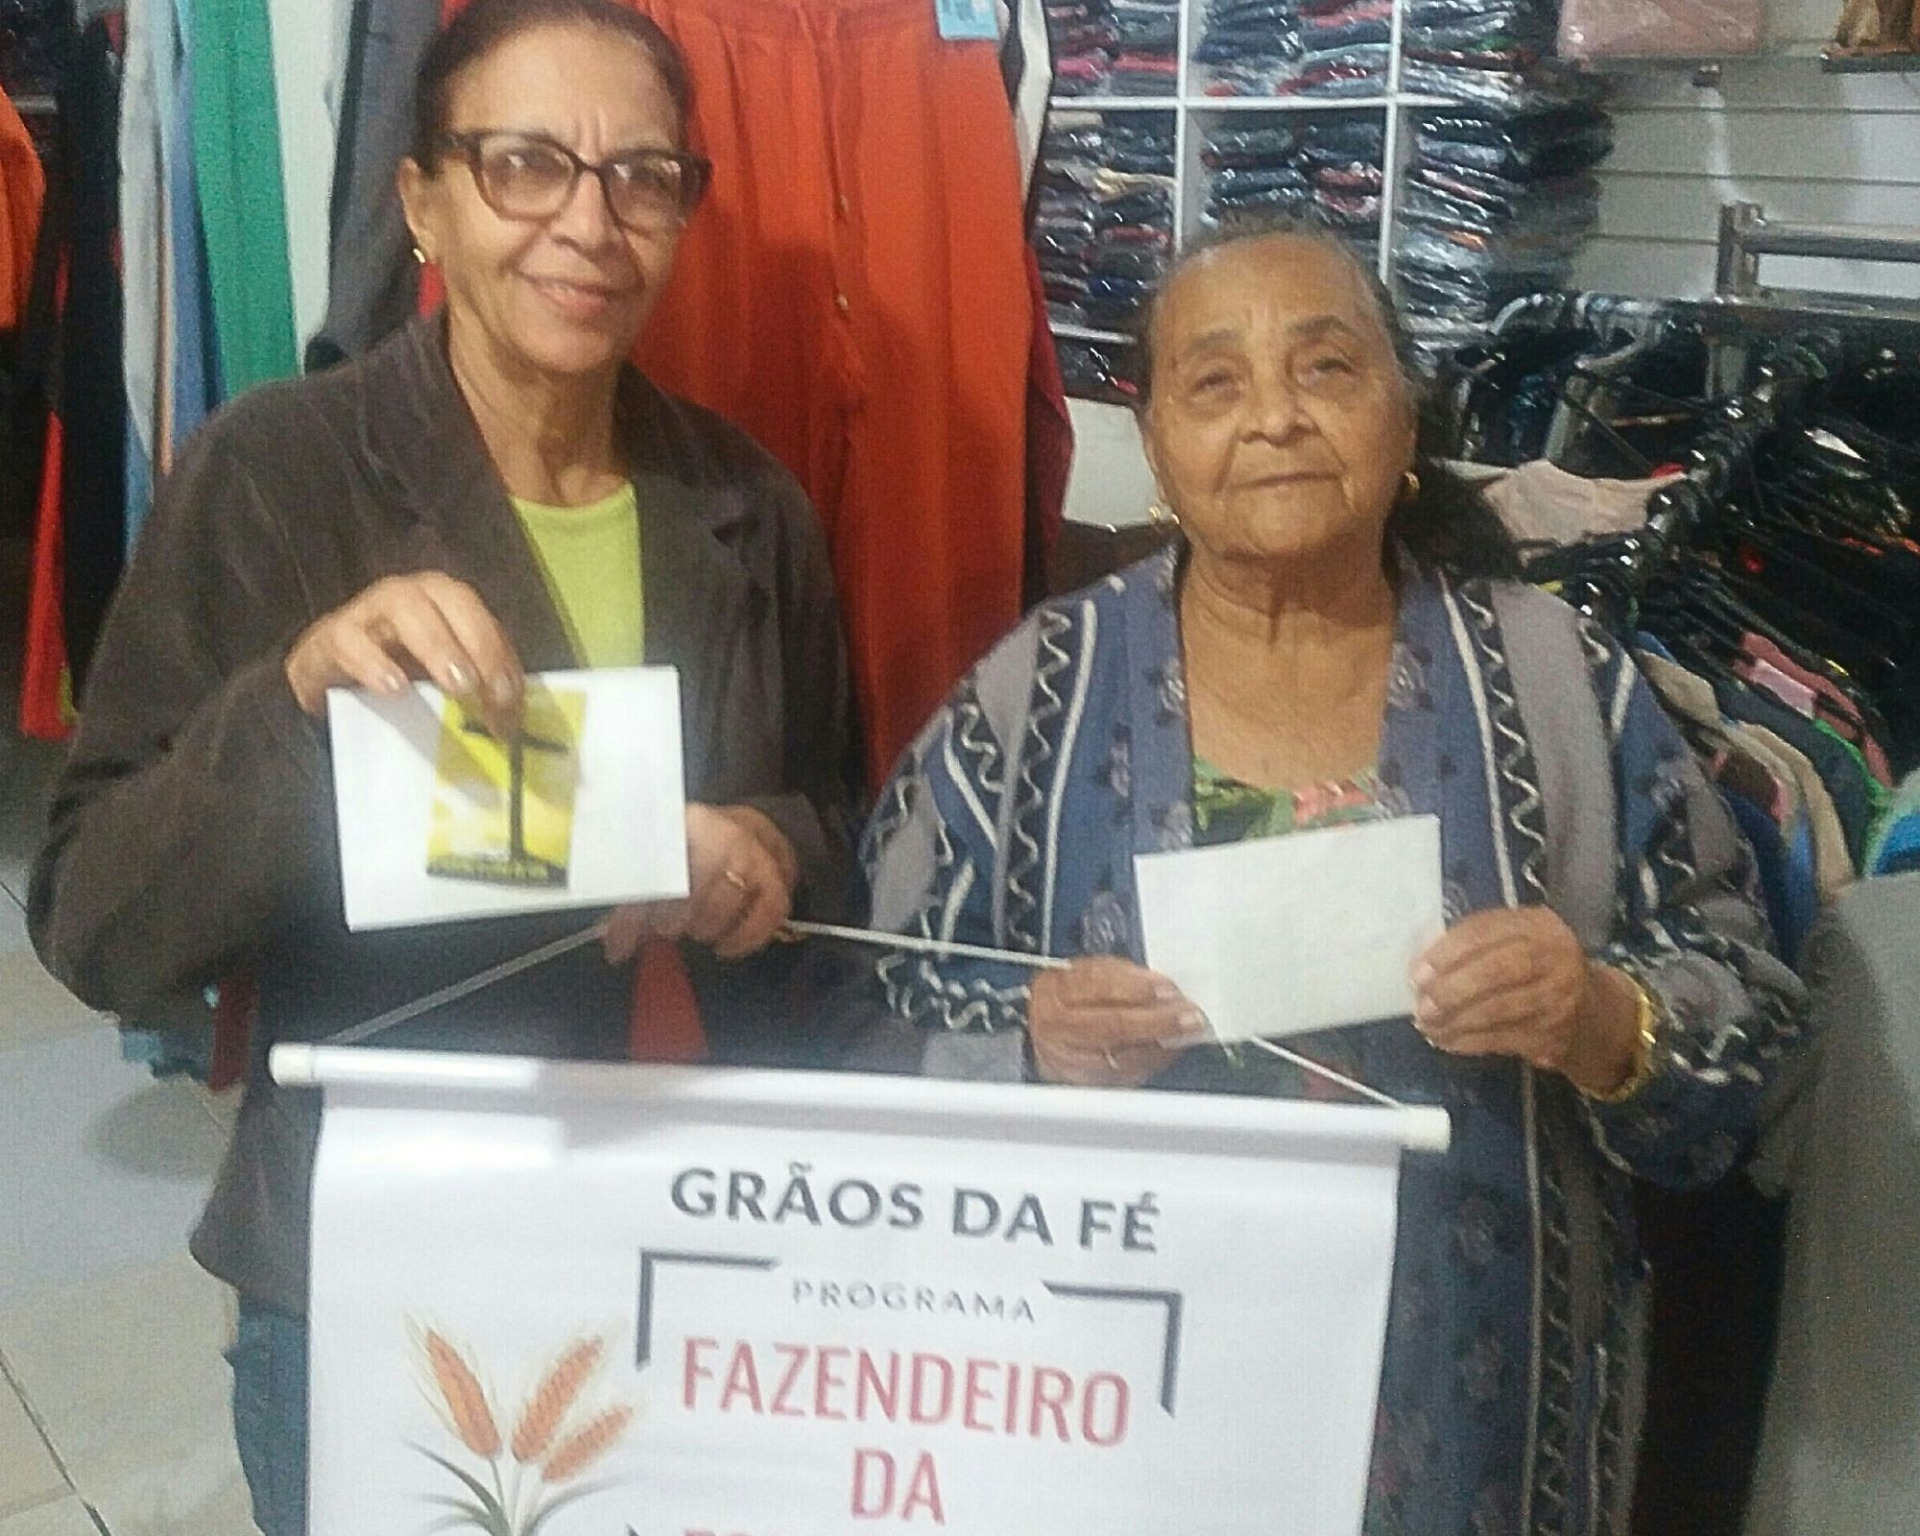 GRÃOS DA FÉ
PROGRAMA
FAZENDEIRO
DA